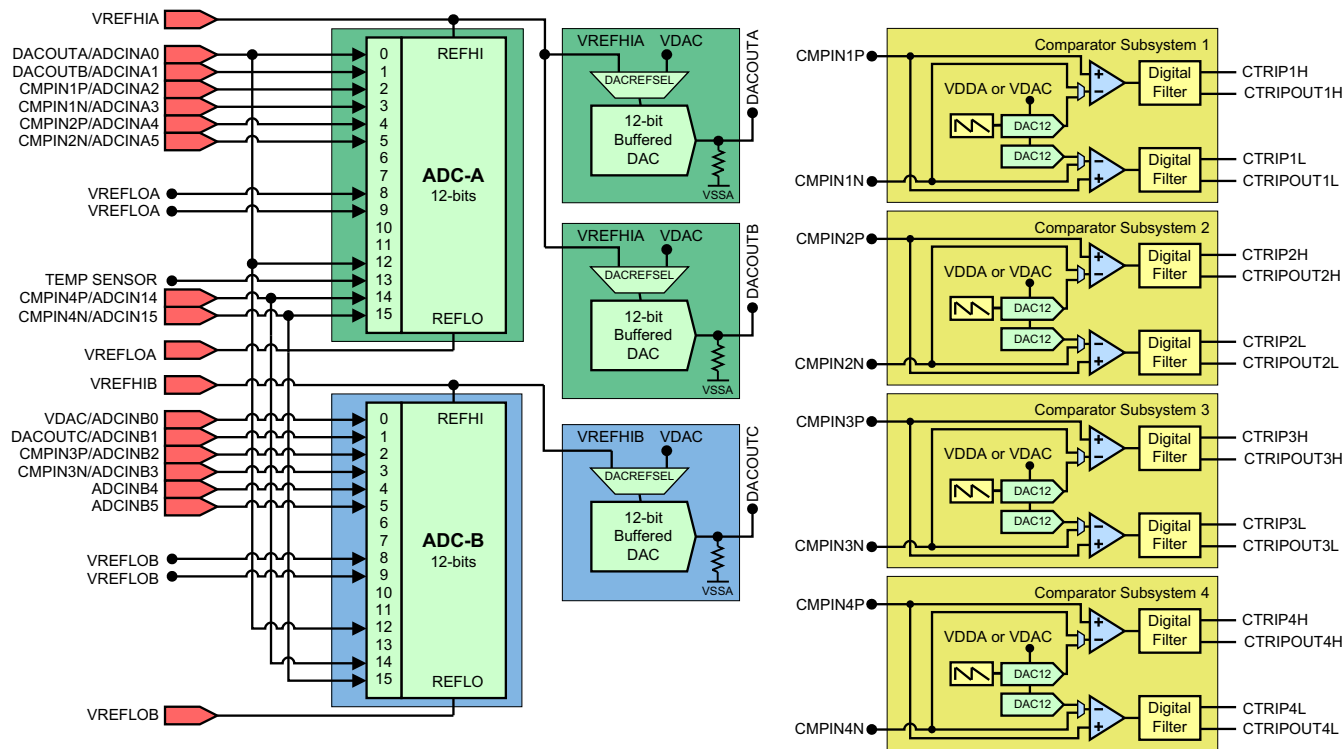 VREFHIA
DACOUTA/ADCINA0
DACOUTB/ADCINA1
CMPIN1P/ADCINA2
CMPIN1N/ADCINA3
CMPIN2P/ADCINA4
CMPIN2N/ADCINA5
VREFLOA
VREFLOA
TEMP SENSOR
CMPIN4P/ADCIN14
CMPIN4N/ADCIN15
VREFLOA
REFHI
0
1
2
3
4
5
6
7
8
9
10
11
12
13
14
15
ADC-A
12-bits
REFLO
VREFHIB
VDAC/ADCINB0
DACOUTC/ADCINB1
CMPIN3P/ADCINB2
CMPIN3N/ADCINB3
ADCINB4
ADCINB5
VREFLOB
VREFLOB
VREFLOB
REFHI
0
1
2
3
4
5
6
7
8
9
10
11
12
13
14
15
ADC-B
12-bits
REFLO
VREFHIA VDAC
DACREFSEL
12-bit
Buffered
DAC
VSSA
DACOUTA
VREFHIA VDAC
DACREFSEL
12-bit
Buffered
DAC
VSSA
DACOUTB
VREFHIB VDAC
DACREFSEL
12-bit
Buffered
DAC
VSSA
DACOUTC
Comparator Subsystem 1
CMPIN1P
CMPIN1N
VDDA or VDAC
DAC12
DAC12
Digital
Filter
Digital
Filter
CTRIP1H
CTRIPOUT1H
CTRIP1L
CTRIPOUT1L
Comparator Subsystem 2
CMPIN2P
CMPIN2N
VDDA or VDAC
DAC12
DAC12
Digital
Filter
Digital
Filter
CTRIP2H
CTRIPOUT2H
CTRIP2L
CTRIPOUT2L
Comparator Subsystem 3
CMPIN3P
CMPIN3N
VDDA or VDAC
DAC12
DAC12
Digital
Filter
Digital
Filter
CTRIP3H
CTRIPOUT3H
CTRIP3L
CTRIPOUT3L
Comparator Subsystem 4
CMPIN4P
CMPIN4N
VDDA or VDAC
DAC12
DAC12
Digital
Filter
Digital
Filter
CTRIP4H
CTRIPOUT4H
CTRIP4L
CTRIPOUT4L